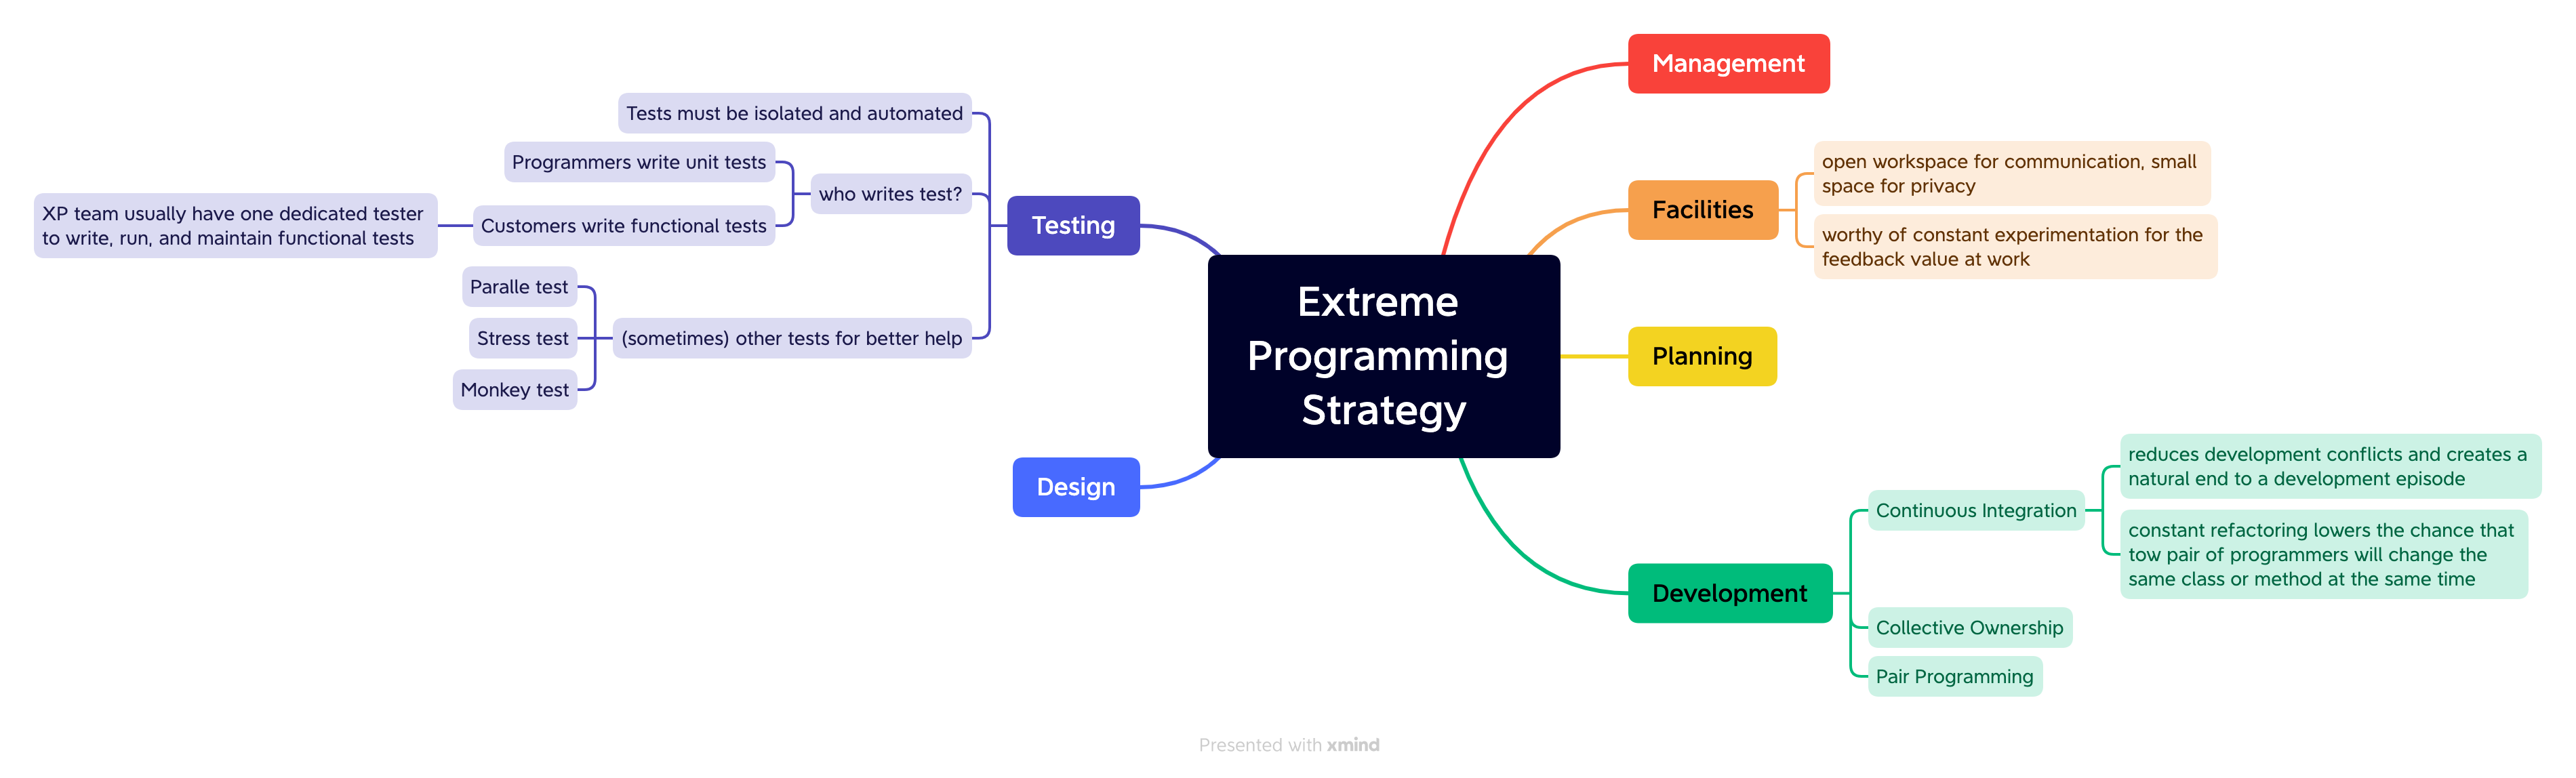 Extreme
Programming
Strategy
Management
Facilities
open workspace for communication, small
space for privacy
worthy of constant experimentation for the
feedback value at work
Planning
Development
Continuous Integration
reduces development conflicts and creates a
natural end to a development episode
constant refactoring lowers the chance that
tow pair of programmers will change the
same class or method at the same time
Collective Ownership
Pair Programming
Testing
Tests must be isolated and automated
who writes test?
Programmers write unit tests
Customers write functional tests
XP team usually have one dedicated tester
to write, run, and maintain functional tests
(sometimes) other tests for better help
Paralle test
Stress test
Monkey test
Design
Presented with xmind